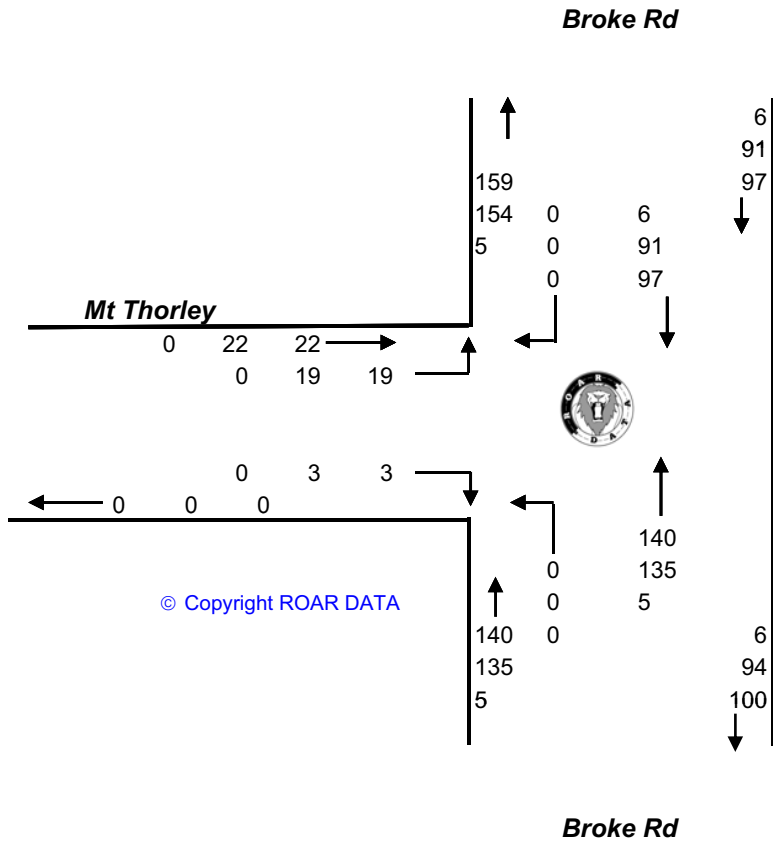 Broke Rd
6
91
159 97
154 0 6
5 0 91
0 97
Mt Thorley
0 22 22
0 19 19
ROAR DATA
0 3 3
0 0 0
140
0 135
© Copyright ROAR DATA 0 5
140 0 6
135 94
5 100
Broke Rd